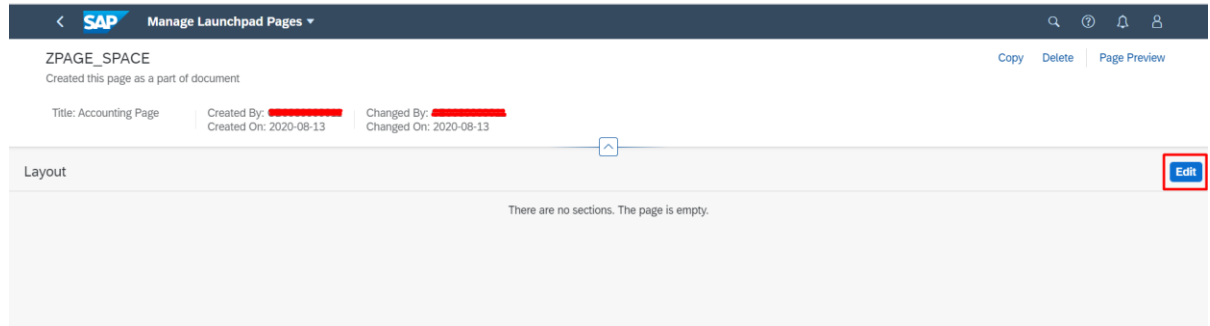 SAP Manage Launchpad Pages
ZPAGE_SPACE
Copy Delete Page Preview
Created this page as a part of document
Title: Accounting Page
Created By:
Changed By:
Created On: 2020-08-13
Changed On: 2020-08-13
Layout
Edit
There are no sections. The page is empty.